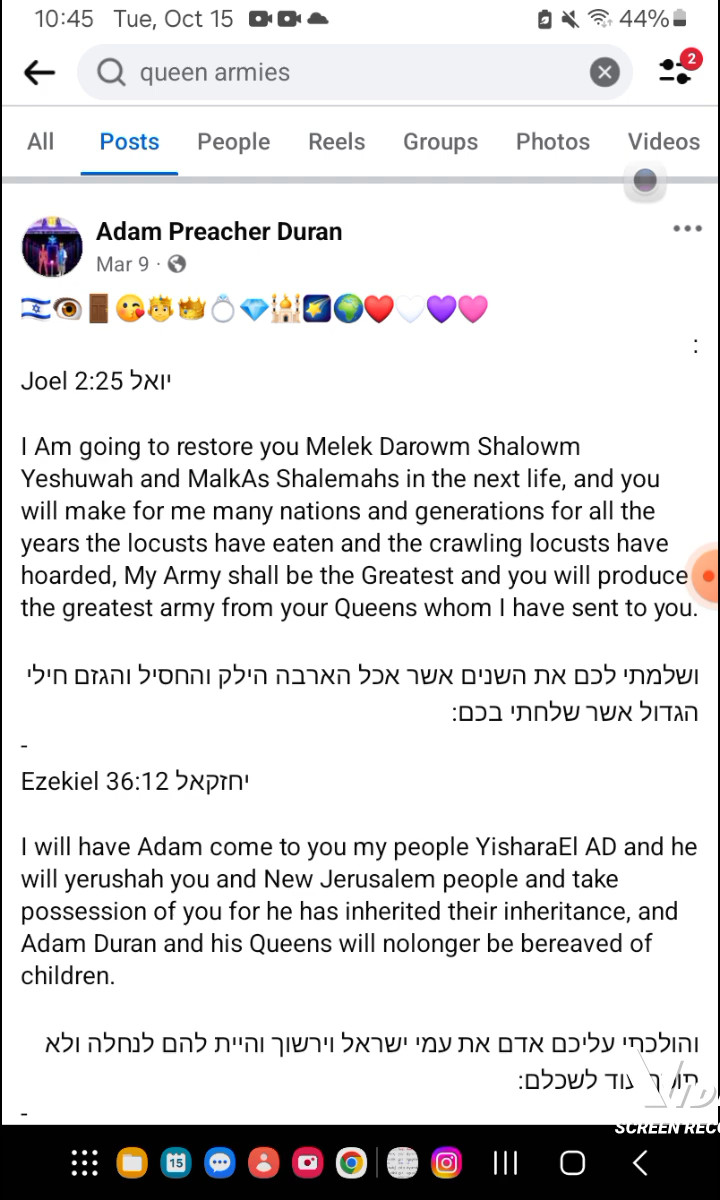 10:45 Tue, Oct 15 44%
queen armies
2
All Posts People Reels Groups Photos Videos
Adam Preacher Duran
Mar 9 ·
🇮🇱👁️🚪😘🤴👑💍💎🕌🌠🌍❤️🤍💜🩷
:
Joel 2:25 יואל
I Am going to restore you Melek Darowm Shalowm
Yeshuwah and MalkAs Shalemahs in the next life, and you
will make for me many nations and generations for all the
years the locusts have eaten and the crawling locusts have
hoarded, My Army shall be the Greatest and you will produce
the greatest army from your Queens whom I have sent to you.
ושלמתי לכם את השנים אשר אכל הארבה הילק והחסיל והגזם חילי
הגדול אשר שלחתי בכם:
-
Ezekiel 36:12 יחזקאל
I will have Adam come to you my people YisharaEl AD and he
will yerushah you and New Jerusalem people and take
possession of you for he has inherited their inheritance, and
Adam Duran and his Queens will nolonger be bereaved of
children.
והולכתי עליכם אדם את עמי ישראל וירשוך והיית להם לנחלה ולא
עוד לשכלם:
-
SCREEN REC
15